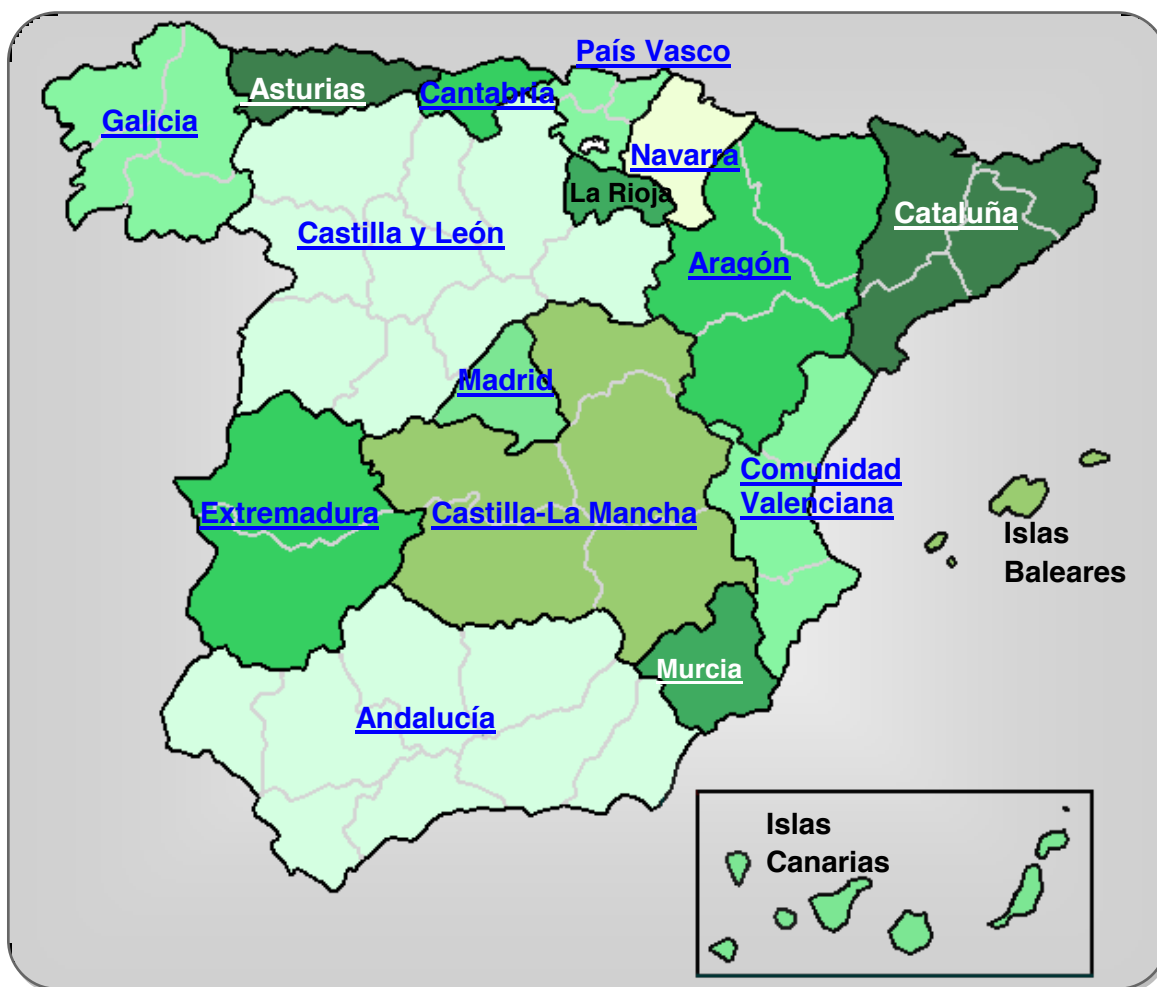 País Vasco
Asturias
Cantabria
Galicia
Navarra
La Rioja
Cataluña
Castilla y León
Aragón
Madrid
Comunidad
Valenciana
Extremadura
Castilla-La Mancha
Islas
Baleares
Murcia
Andalucía
Islas
Canarias